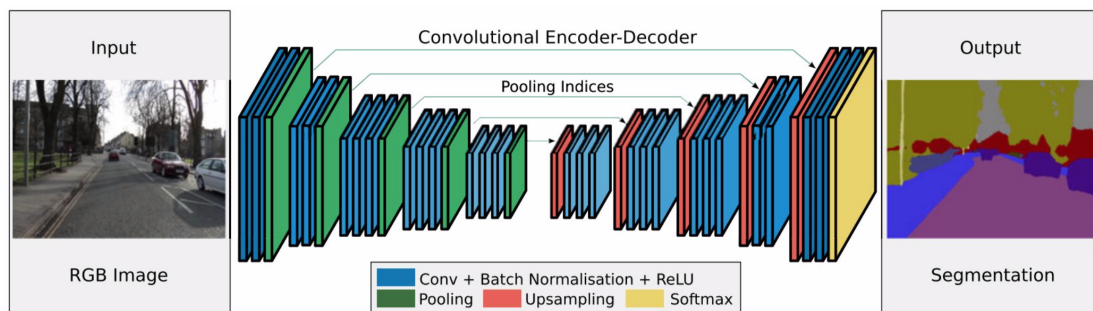 Input
RGB Image
Convolutional Encoder-Decoder
Pooling Indices
Conv + Batch Normalisation + ReLU
Pooling Upsampling Softmax
Output
Segmentation